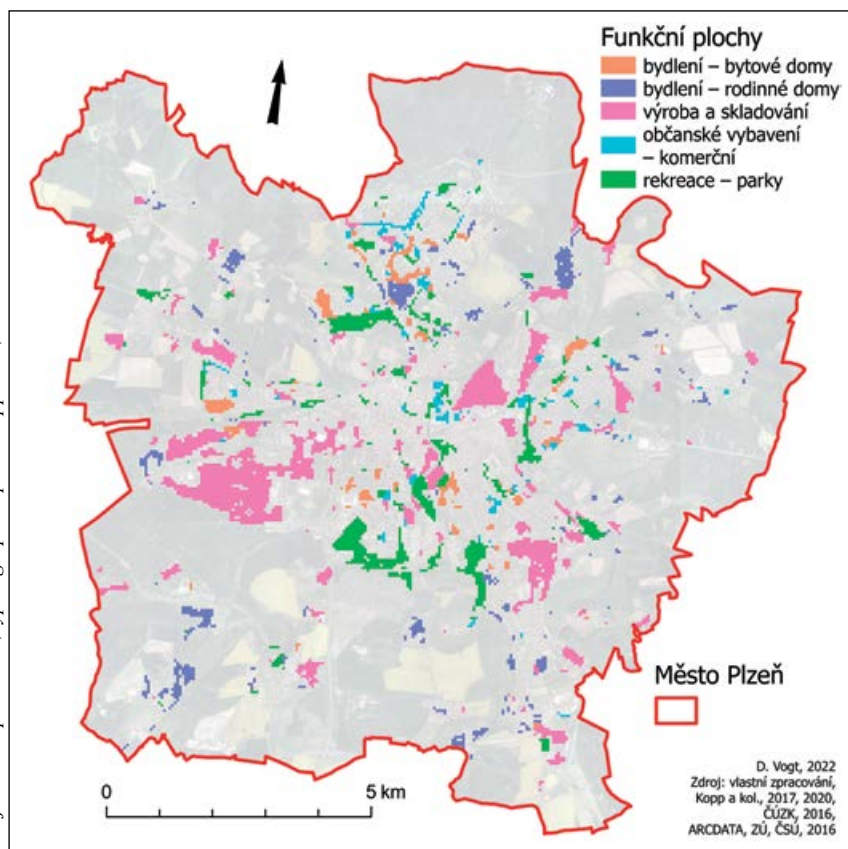 Funkční plochy
bydlení – bytové domy
bydlení – rodinné domy
výroba a skladování
občanské vybavení
– komerční
rekreace – parky
Město Plzeň
0 5 km
D. Vogt, 2022
Zdroj: vlastní zpracování,
Kopp a kol., 2017, 2020,
ČÚZK, 2016,
ARCDATA, ZÚ, ČSÚ, 2016